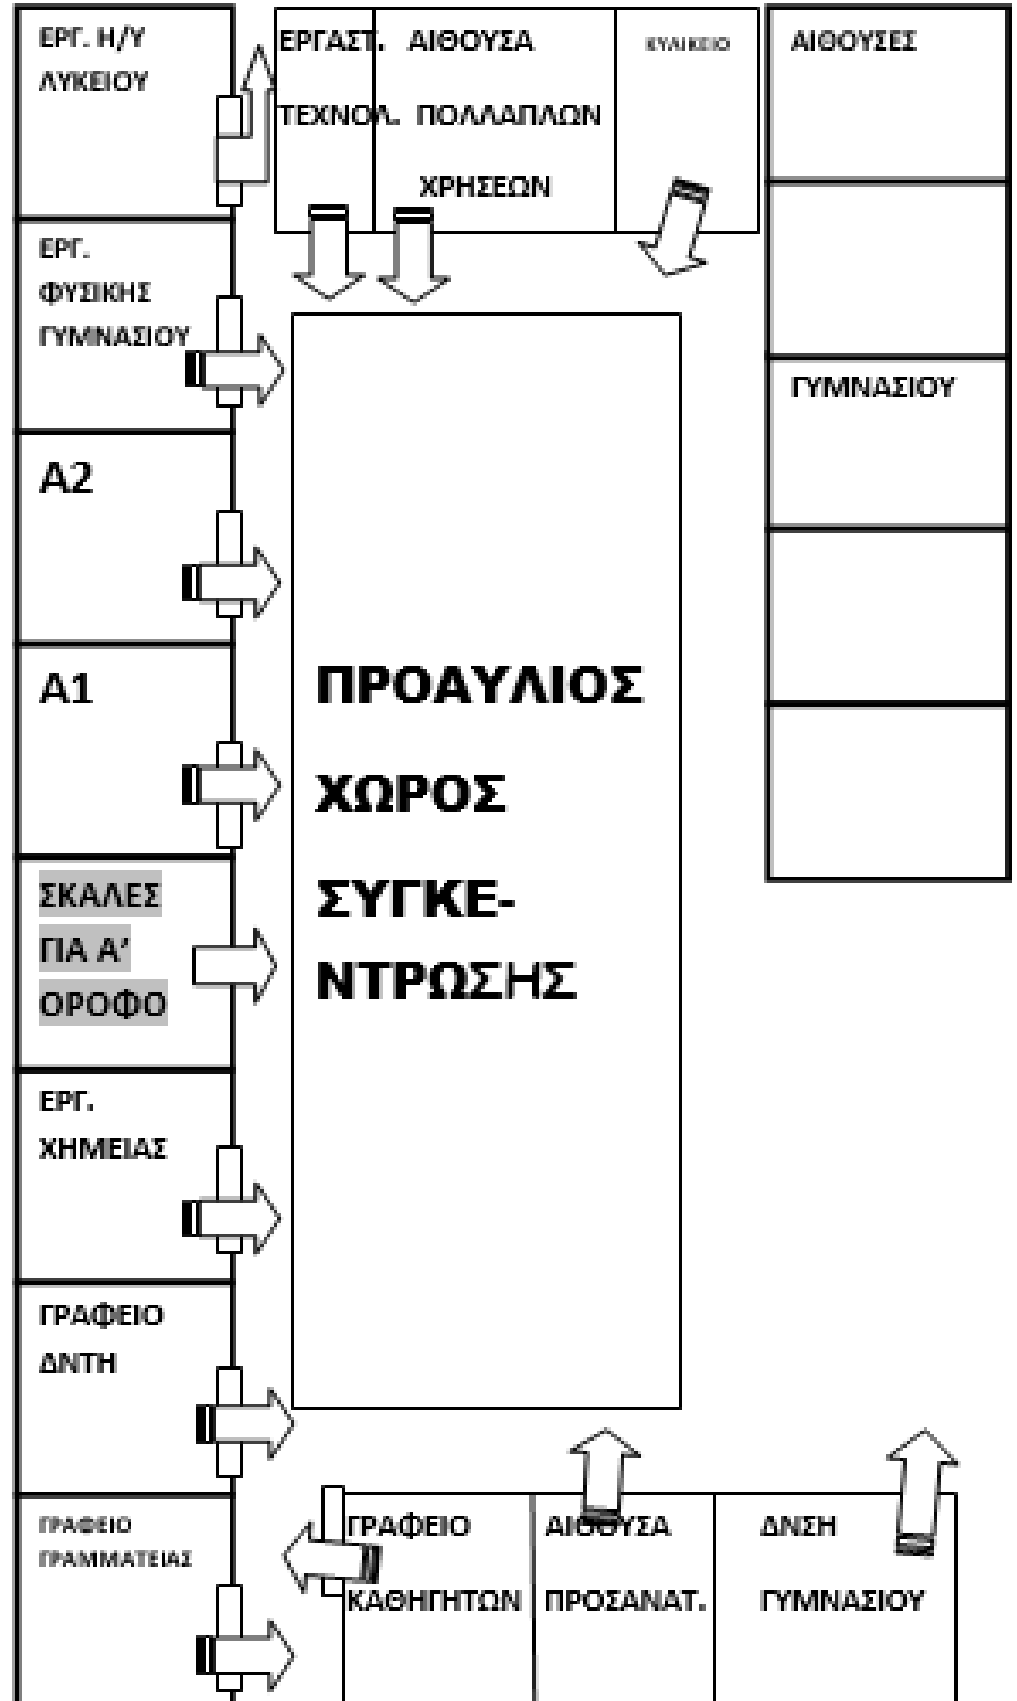 ΕΡΓ. Η/Υ
ΛΥΚΕΙΟΥ
ΕΡΓΑΣΤ.
ΤΕΧΝΟΛ.
ΑΙΘΟΥΣΑ
ΠΟΛΛΑΠΛΩΝ
ΧΡΗΣΕΩΝ
ΚΥΛΙΚΕΙΟ
ΑΙΘΟΥΣΕΣ
ΓΥΜΝΑΣΙΟΥ
ΕΡΓ.
ΦΥΣΙΚΗΣ
ΓΥΜΝΑΣΙΟΥ
Α2
Α1
ΣΚΑΛΕΣ
ΓΙΑ Α'
ΟΡΟΦΟ
ΕΡΓ.
ΧΗΜΕΙΑΣ
ΓΡΑΦΕΙΟ
ΔΝΤΗ
ΓΡΑΦΕΙΟ
ΓΡΑΜΜΑΤΕΙΑΣ
ΠΡΟΑΥΛΙΟΣ
ΧΩΡΟΣ
ΣΥΓΚΕ-
ΝΤΡΩΣΗΣ
ΓΡΑΦΕΙΟ
ΚΑΘΗΓΗΤΩΝ
ΑΙΘΟΥΣΑ
ΠΡΟΣΑΝΑΤ.
ΔΝΣΗ
ΓΥΜΝΑΣΙΟΥ